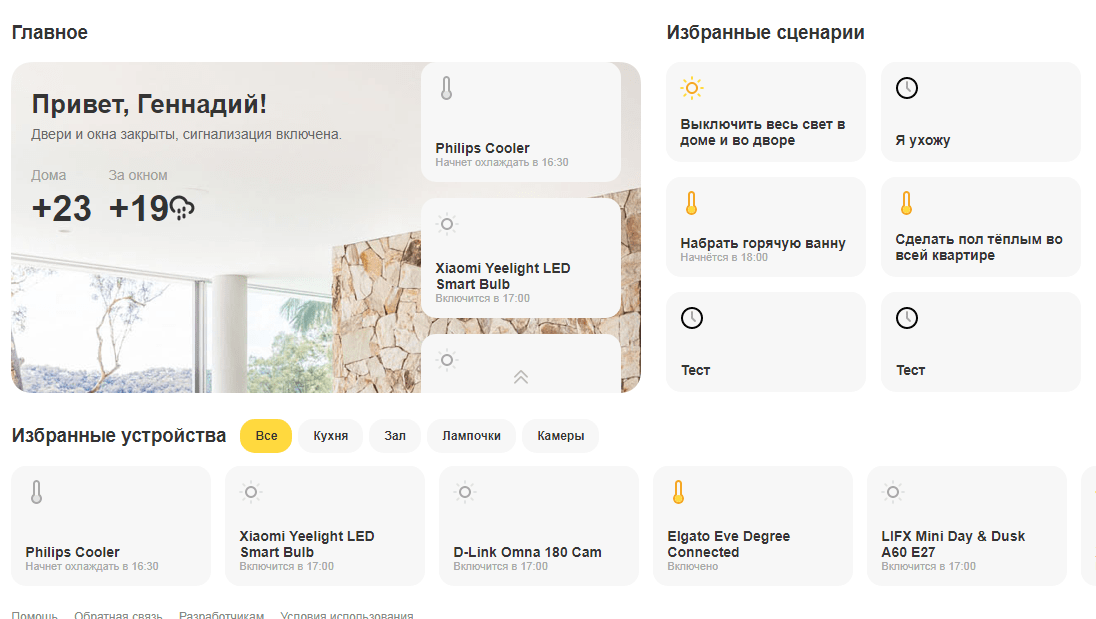 Главное
Привет, Геннадий!
Двери и окна закрыты, сигнализация включена.
Дома
За окном
+23
+19
Philips Cooler
Начнет охлаждать в 16:30
Xiaomi Yeelight LED
Smart Bulb
Включится в 17:00
Избранные сценарии
Выключить весь свет в
доме и во дворе
Я ухожу
Набрать горячую ванну
Начнётся в 18:00
Сделать пол тёплым во
всей квартире
Тест
Тест
Избранные устройства
Все
Кухня
Зал
Лампочки
Камеры
Philips Cooler
Начнет охлаждать в 16:30
Xiaomi Yeelight LED
Smart Bulb
Включится в 17:00
D-Link Omna 180 Cam
Включится в 17:00
Elgato Eve Degree
Connected
Включено
LIFX Mini Day & Dusk
A60 E27
Включится в 17:00
Помощь
Обратная связь
Разработчикам
Условия использования